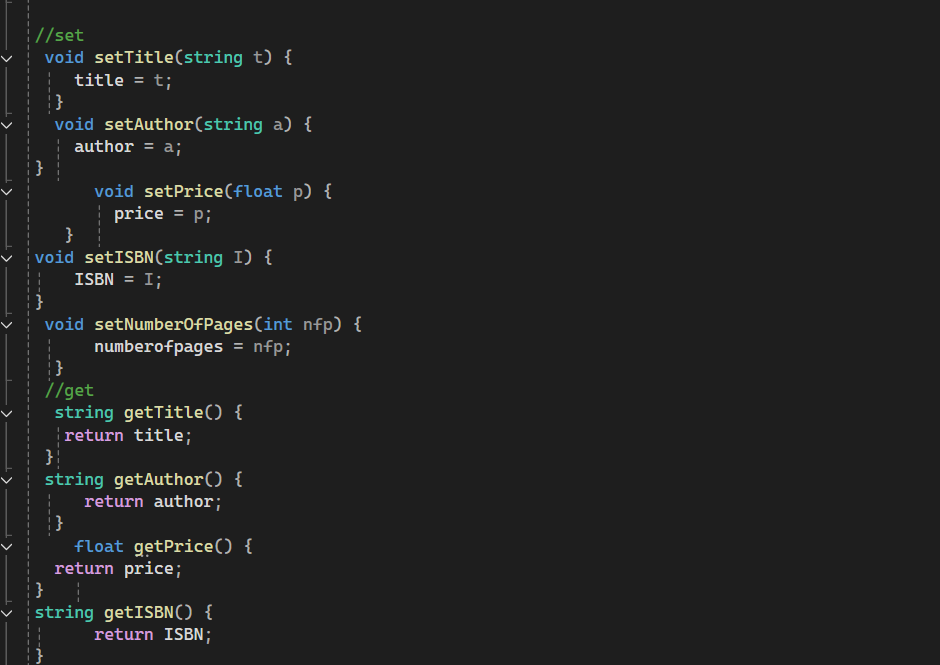 //set
void setTitle(string t) {
title = t;
}
void setAuthor(string a) {
author = a;
}
void setPrice(float p) {
price = p;
}
void setISBN(string I) {
ISBN = I;
}
void setNumberOfPages(int nfp) {
numberofpages = nfp;
}
//get
string getTitle() {
return title;
}
string getAuthor() {
return author;
}
float getPrice() {
return price;
}
string getISBN() {
return ISBN;
}